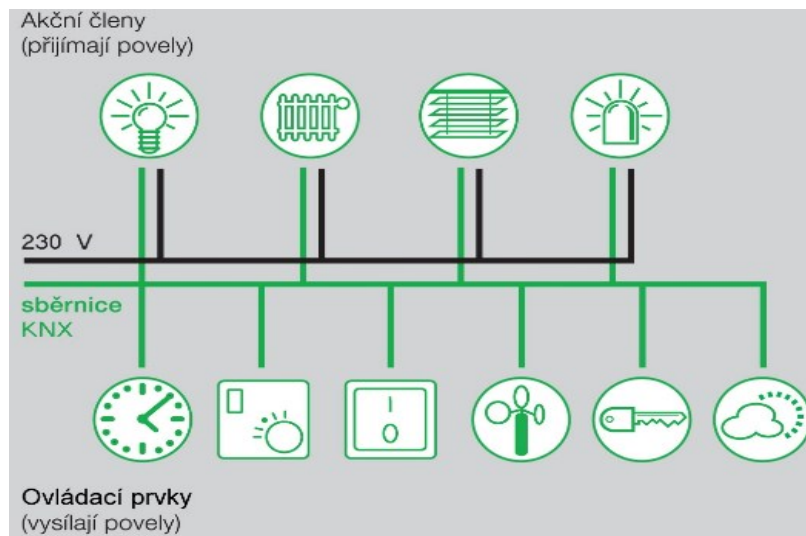 Akční členy
(přijímají povely)
230 V
sběrnice
KNX
Ovládací prvky
(vysílají povely)